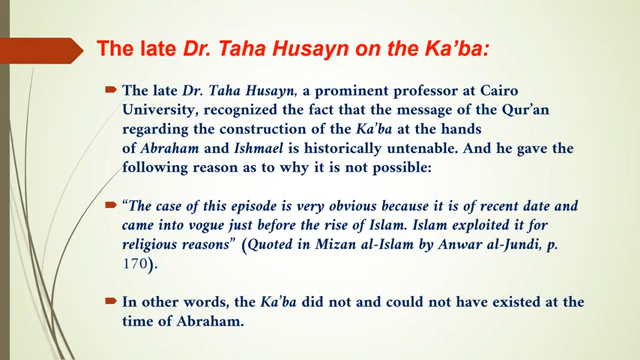 The late Dr. Taha Husayn on the Ka’ba:
The late Dr. Taha Husayn, a prominent professor at Cairo
University, recognized the fact that the message of the Qur’an
regarding the construction of the Ka’ba at the hands
of Abraham and Ishmael is historically untenable. And he gave the
following reason as to why it is not possible:
“The case of this episode is very obvious because it is of recent date and
came into vogue just before the rise of Islam. Islam exploited it for
religious reasons” (Quoted in Mizan al-Islam by Anwar al-Jundi, p.
170).
In other words, the Ka’ba did not and could not have existed at the
time of Abraham.